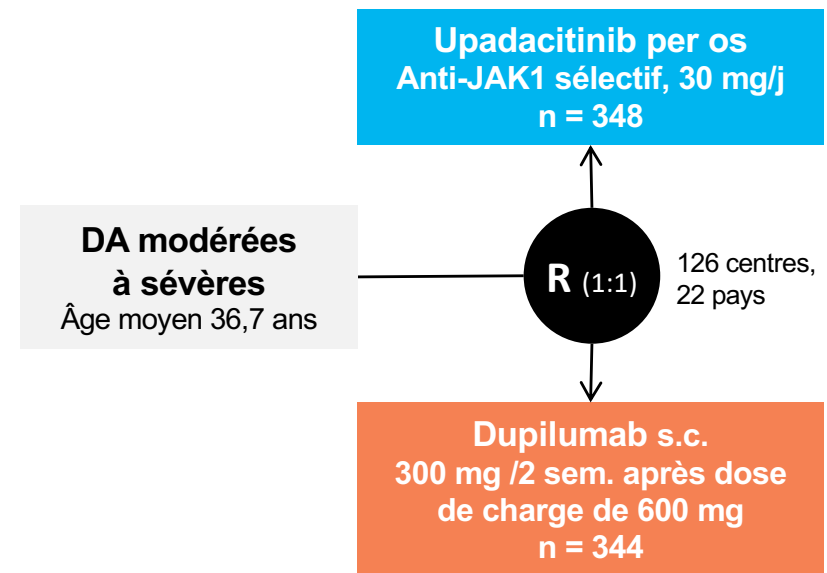 Upadacitinib per os
Anti-JAK1 sélectif, 30 mg/j
n = 348
DA modérées
à sévères
Âge moyen 36,7 ans
R (1:1)
126 centres,
22 pays
Dupilumab s.c.
300 mg /2 sem. après dose
de charge de 600 mg
n = 344